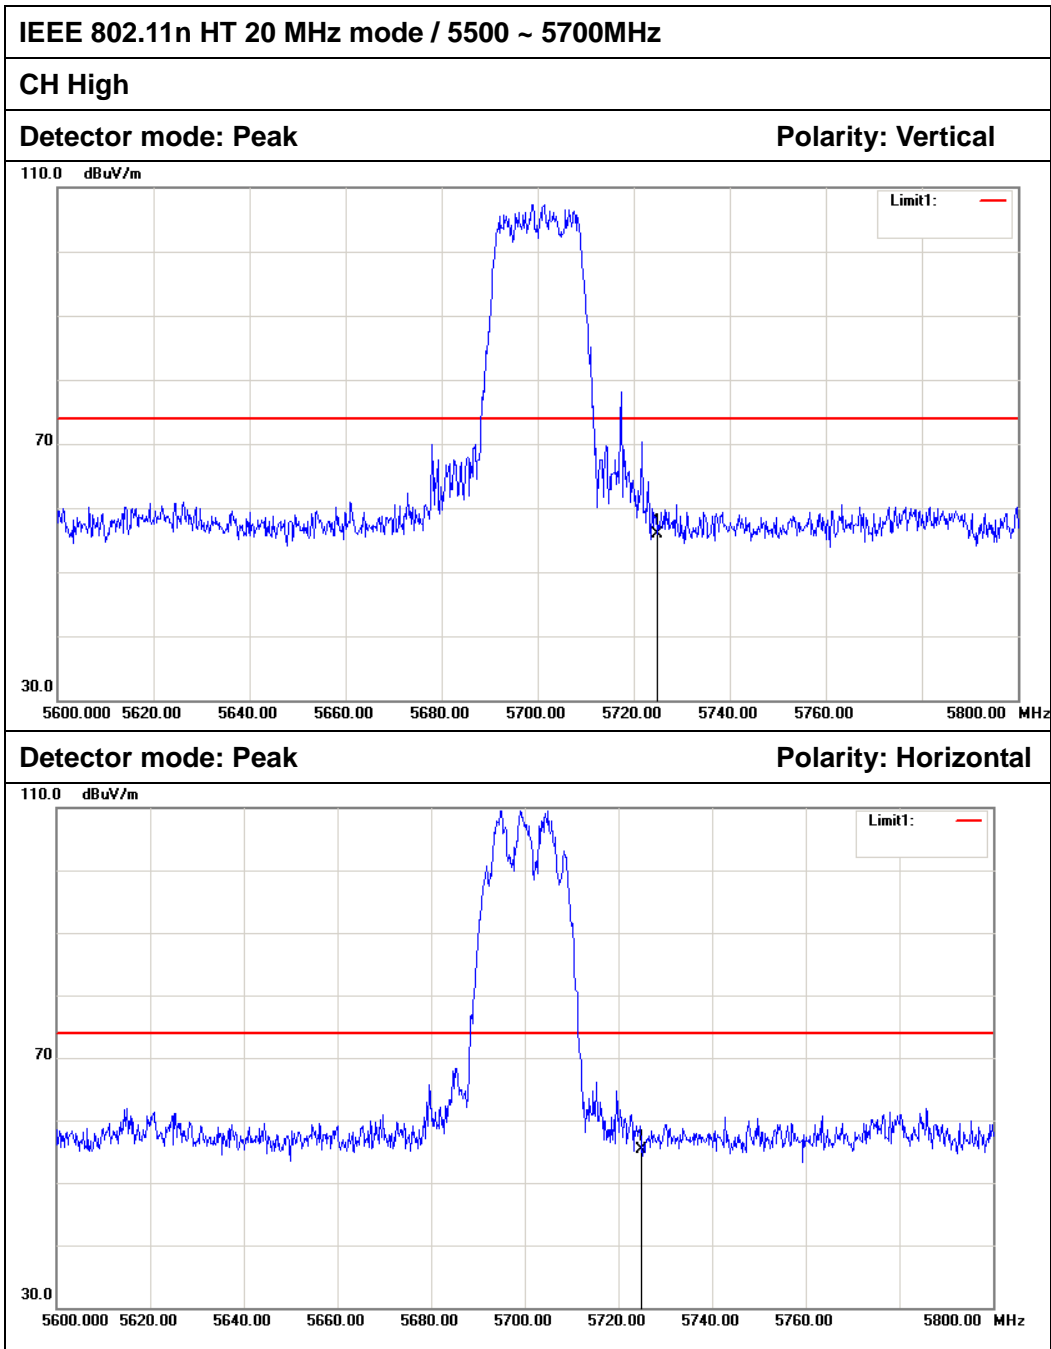 IEEE 802.11n HT 20 MHz mode / 5500 ~ 5700MHz
CH High
Detector mode: Peak Polarity: Vertical
110.0 dBuV/m
Limit1:
70
30.0
5600.000 5620.00 5640.00 5660.00 5680.00 5700.00 5720.00 5740.00 5760.00 5800.00 MHz
Detector mode: Peak Polarity: Horizontal
110.0 dBuV/m
Limit1:
70
30.0
5600.000 5620.00 5640.00 5660.00 5680.00 5700.00 5720.00 5740.00 5760.00 5800.00 MHz